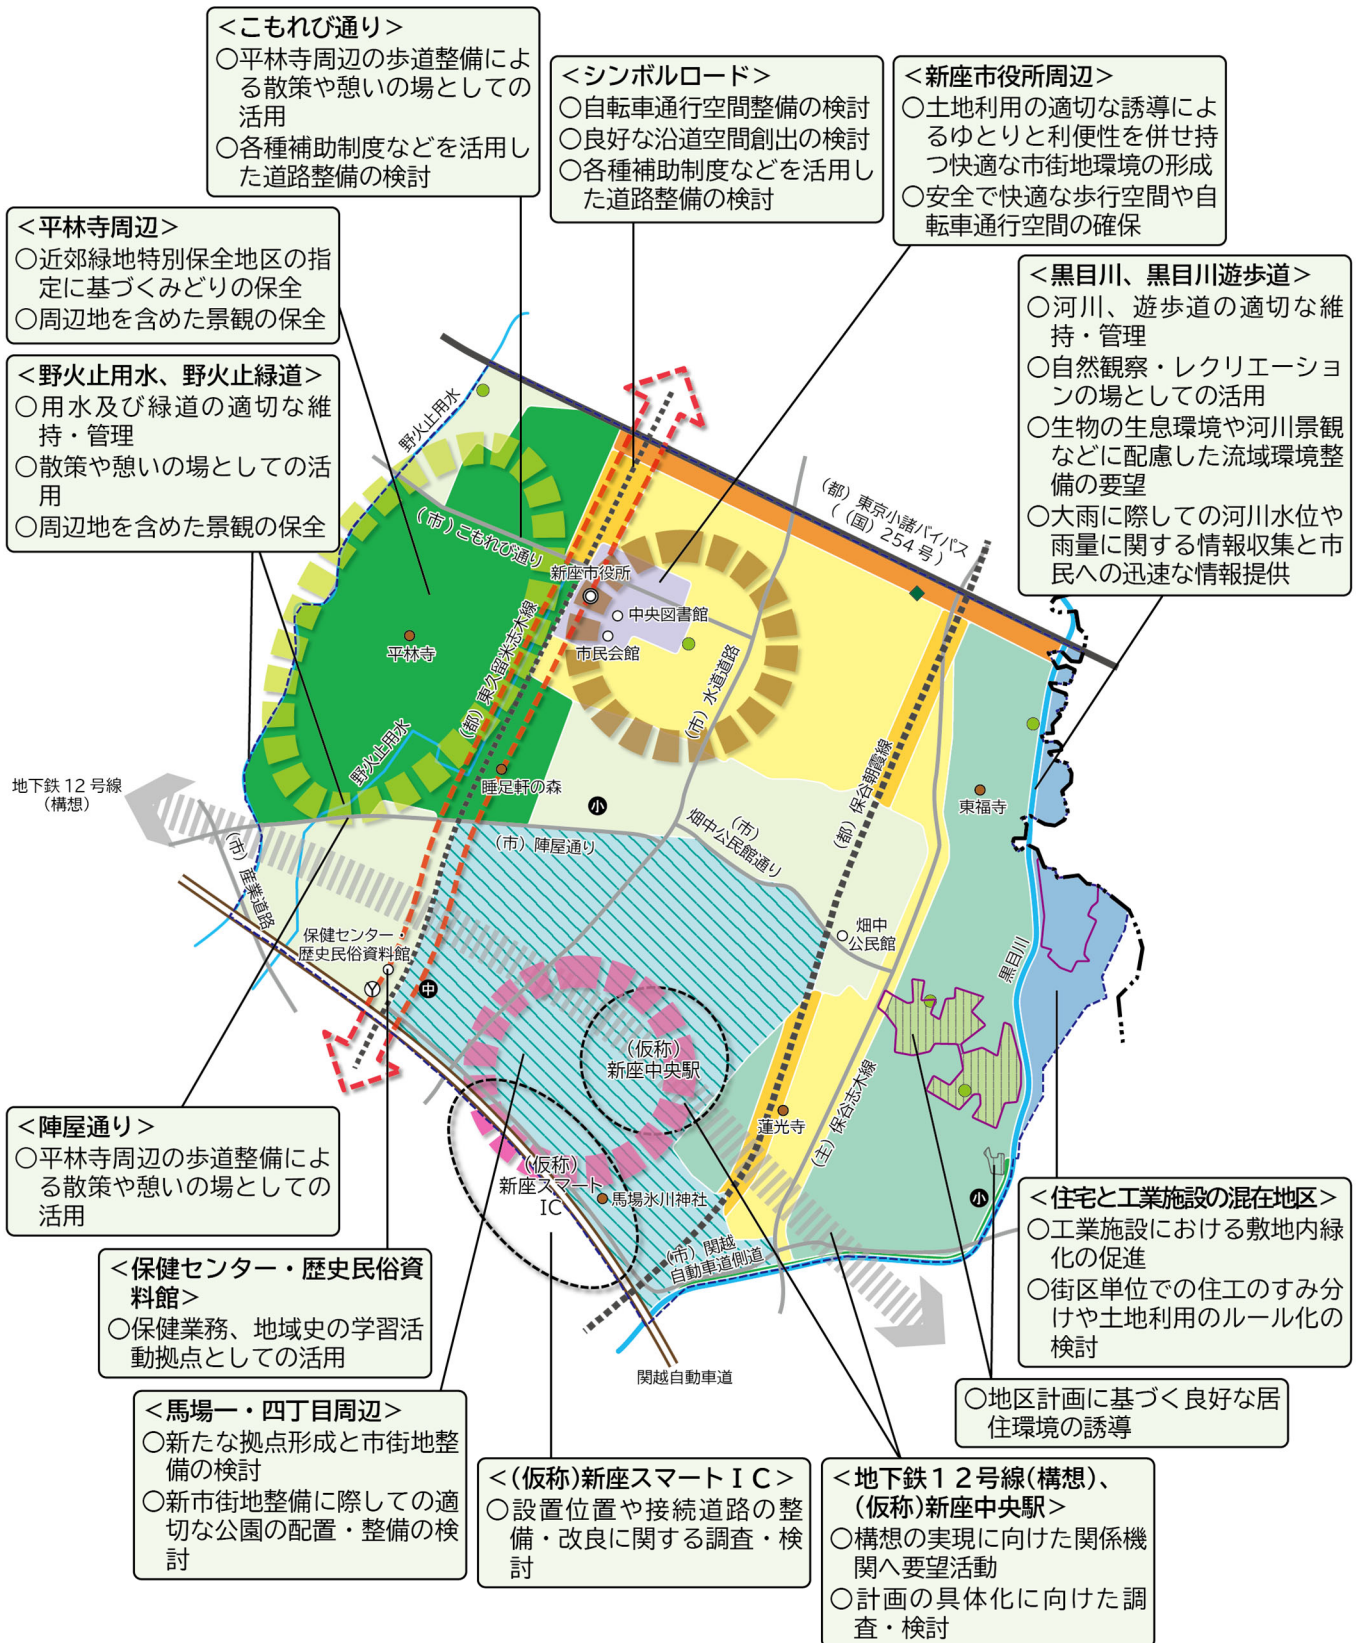 ＜こもれび通り＞
〇平林寺周辺の歩道整備によ
る散策や憩いの場としての
活用
〇各種補助制度などを活用し
た道路整備の検討
＜シンボルロード＞
〇自転車通行空間整備の検討
〇良好な沿道空間創出の検討
〇各種補助制度などを活用し
た道路整備の検討
＜新座市役所周辺＞
〇土地利用の適切な誘導によ
るゆとりと利便性を併せ持
つ快適な市街地環境の形成
〇安全で快適な歩行空間や自
転車通行空間の確保
＜平林寺周辺＞
〇近郊緑地特別保全地区の指
定に基づくみどりの保全
〇周辺地を含めた景観の保全
＜黒目川、黒目川遊歩道＞
〇河川、遊歩道の適切な維
持・管理
〇自然観察・レクリエーショ
ンの場としての活用
〇生物の生息環境や河川景観
などに配慮した流域環境整
備の要望
〇大雨に際しての河川水位や
雨量に関する情報収集と市
民への迅速な情報提供
＜野火止用水、野火止緑道＞
〇用水及び緑道の適切な維
持・管理
〇散策や憩いの場としての活
用
〇周辺地を含めた景観の保全
野火止用水
（市）こもれび通り
新座市役所
中央図書館
市民会館
平林寺
（都）東久留米志木線
（市）水道道路
（都）東京小諸バイパス
（（国）254号）
野火止用水
睡足軒の森
小
（都）保谷朝霞線
東福寺
地下鉄12号線
（構想）
（市）産業道路
（市）陣屋通り
（市）
畑中公民館通り
畑中
公民館
黒目川
保健センター・
歴史民俗資料館
Y
中
（仮称）
新座中央駅
（主）保谷志木線
蓮光寺
（仮称）
新座スマート
IC
馬場氷川神社
小
（市）関越
自動車道側道
関越自動車道
＜陣屋通り＞
〇平林寺周辺の歩道整備によ
る散策や憩いの場としての
活用
＜保健センター・歴史民俗資
料館＞
〇保健業務、地域史の学習活
動拠点としての活用
＜馬場一・四丁目周辺＞
〇新たな拠点形成と市街地整
備の検討
〇新市街地整備に際しての適
切な公園の配置・整備の検
討
＜(仮称)新座スマートＩＣ＞
〇設置位置や接続道路の整
備・改良に関する調査・検
討
＜地下鉄１２号線(構想)、
(仮称)新座中央駅＞
〇構想の実現に向けた関係機
関へ要望活動
〇計画の具体化に向けた調
査・検討
＜住宅と工業施設の混在地区＞
〇工業施設における敷地内緑
化の促進
〇街区単位での住工のすみ分
けや土地利用のルール化の
検討
〇地区計画に基づく良好な居
住環境の誘導